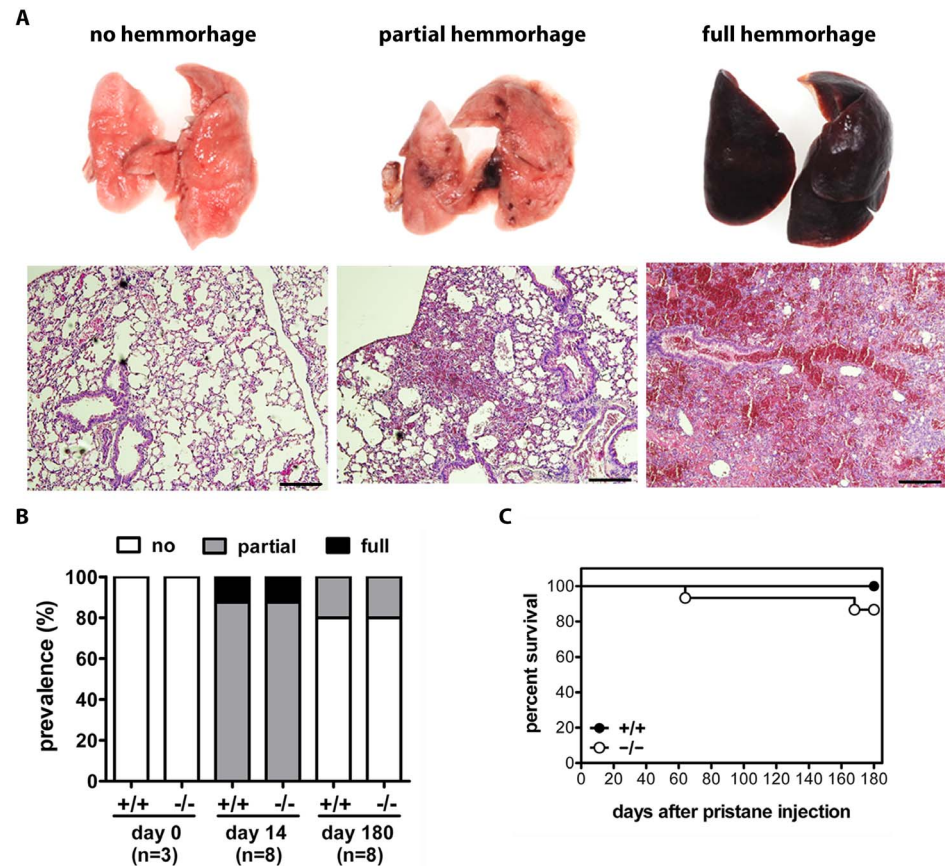 A
no hemmorhage partial hemmorhage full hemmorhage
B
no partial full
prevalence (%)
100
80
60
40
20
0
+/+ -/- +/+ -/- +/+ -/-
day 0 day 14 day 180
(n=3) (n=8) (n=8)
C
percent survival
100
80
60
40
20
0
+/+
−/−
0 20 40 60 80 100 120 140 160 180
days after pristane injection